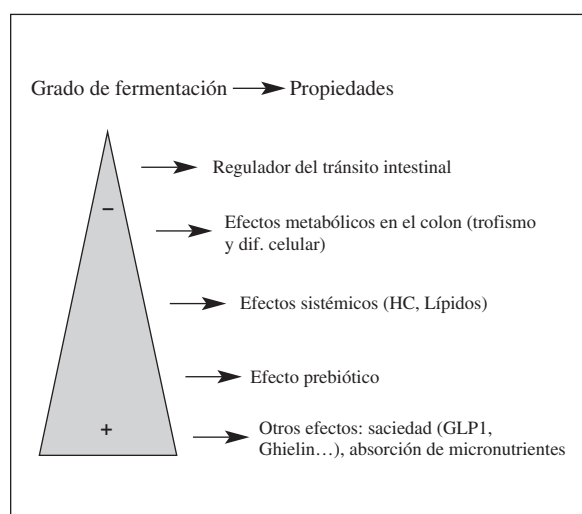 Grado de fermentación → Propiedades
Regulador del tránsito intestinal
–
Efectos metabólicos en el colon (trofismo
y dif. celular)
Efectos sistémicos (HC, Lípidos)
Efecto prebiótico
+
Otros efectos: saciedad (GLP1,
Ghielin…), absorción de micronutrientes